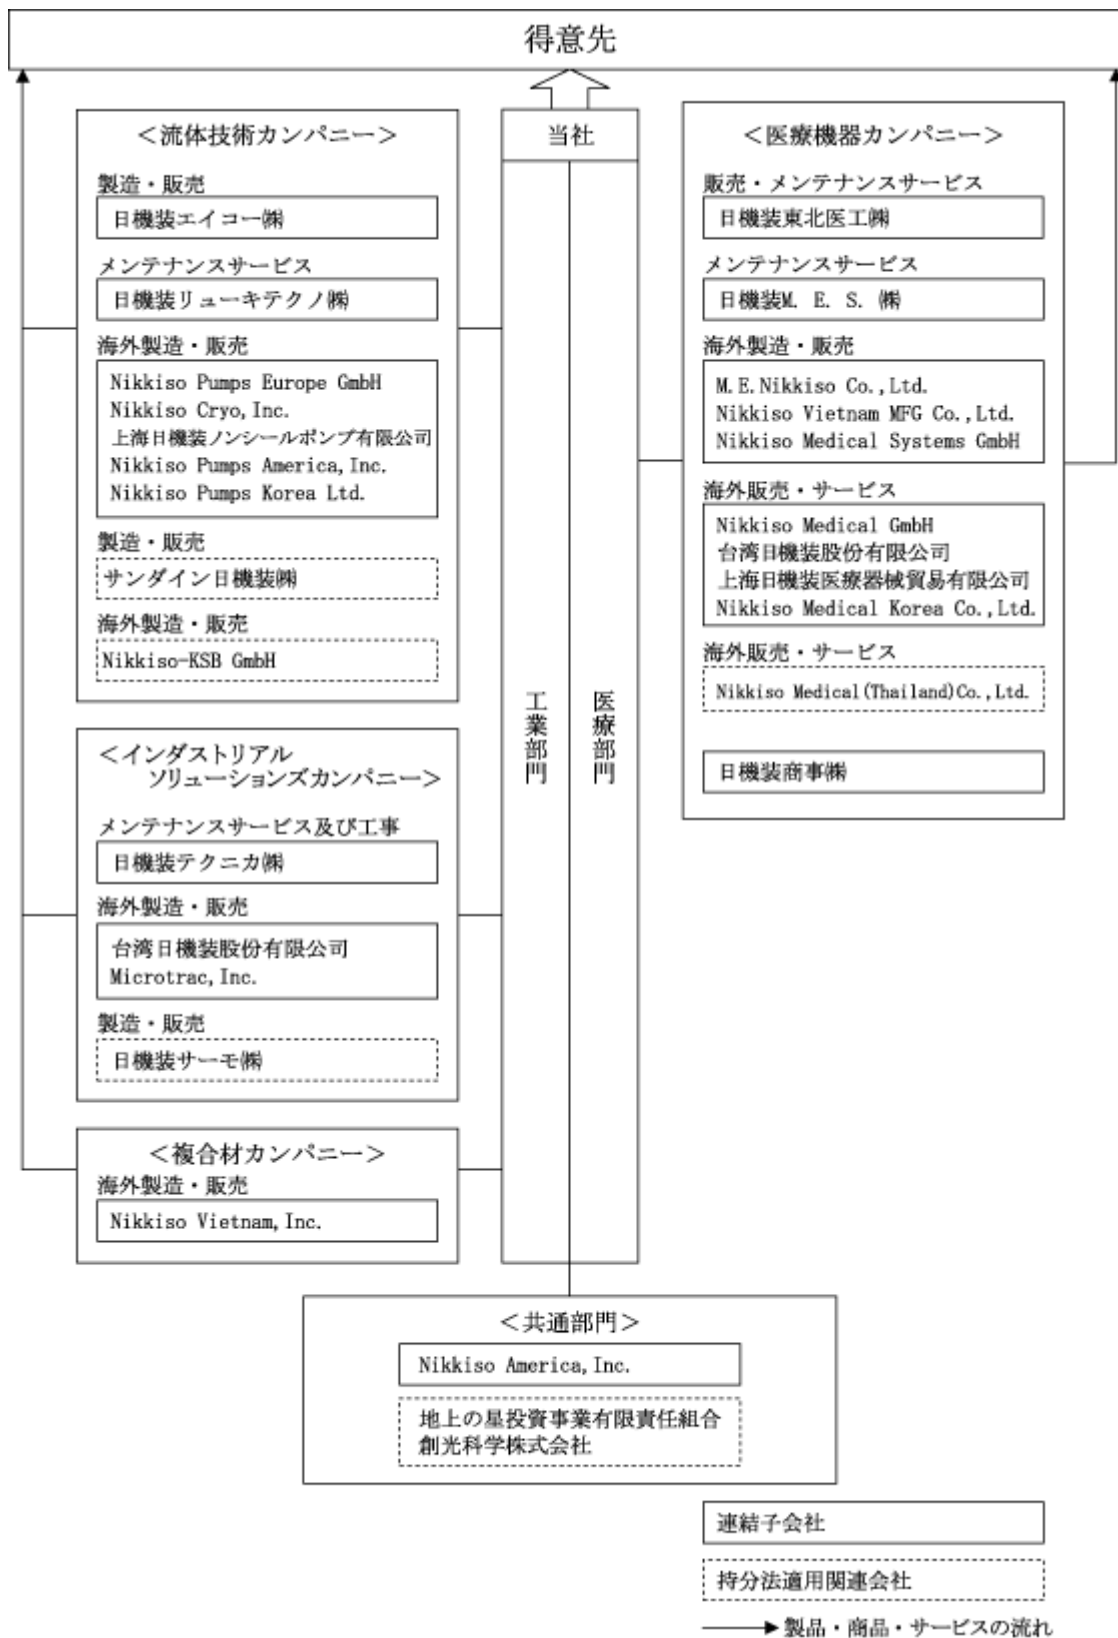 得意先
＜流体技術カンパニー＞
製造・販売
日機装エイコー㈱
メンテナンスサービス
日機装リューキテクノ㈱
海外製造・販売
Nikkiso Pumps Europe GmbH
Nikkiso Cryo,Inc.
上海日機装ノンシールポンプ有限公司
Nikkiso Pumps America,Inc.
Nikkiso Pumps Korea Ltd.
製造・販売
サンダイン日機装㈱
海外製造・販売
Nikkiso-KSB GmbH
＜インダストリアル
ソリューションズカンパニー＞
メンテナンスサービス及び工事
日機装テクニカ㈱
海外製造・販売
台湾日機装股份有限公司
Microtrac,Inc.
製造・販売
日機装サーモ㈱
＜複合材カンパニー＞
海外製造・販売
Nikkiso Vietnam,Inc.
当社
工業部門
医療部門
＜医療機器カンパニー＞
販売・メンテナンスサービス
日機装東北医工㈱
メンテナンスサービス
日機装M. E. S. ㈱
海外製造・販売
M.E.Nikkiso Co.,Ltd.
Nikkiso Vietnam MFG Co.,Ltd.
Nikkiso Medical Systems GmbH
海外販売・サービス
Nikkiso Medical GmbH
台湾日機装股份有限公司
上海日機装医療器械貿易有限公司
Nikkiso Medical Korea Co.,Ltd.
海外販売・サービス
Nikkiso Medical(Thailand)Co.,Ltd.
日機装商事㈱
＜共通部門＞
Nikkiso America,Inc.
地上の星投資事業有限責任組合
創光科学株式会社
連結子会社
持分法適用関連会社
製品・商品・サービスの流れ